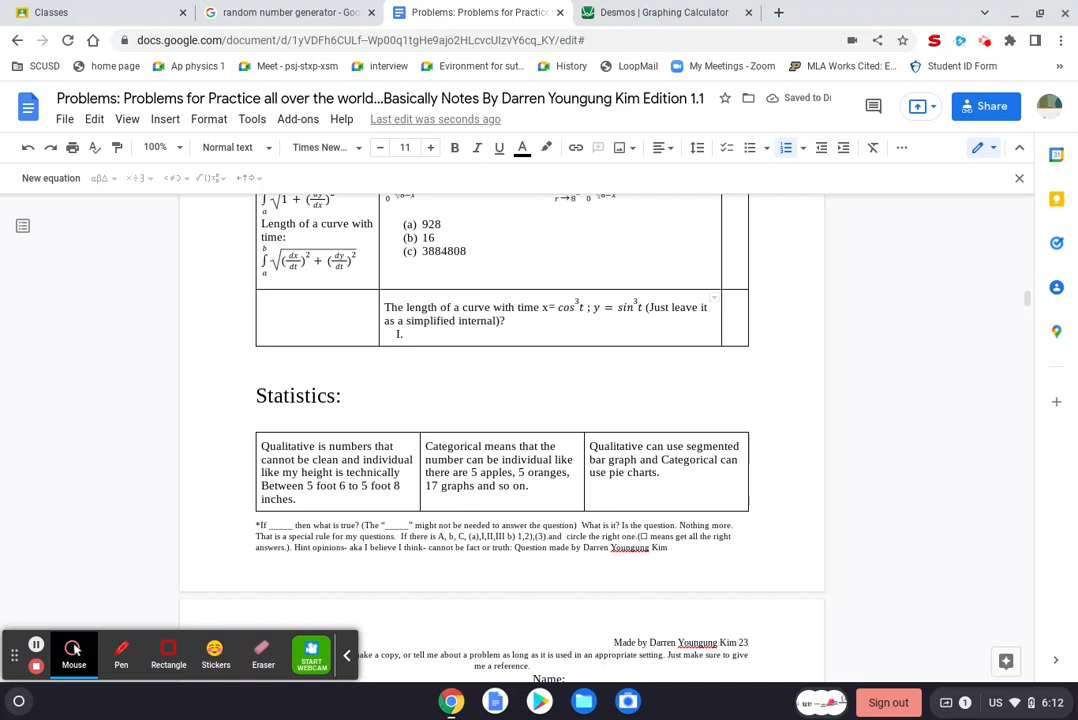 Classes
random number generator - Goo
Problems: Problems for Practice
Desmos | Graphing Calculator
docs.google.com/document/d/1yVDFh6CULf--Wp00q1tgHe9ajo2HLcvcUIzvY6cq_KY/edit#
SCUSD
home page
Ap physics 1
Meet - psj-stxp-xsm
interview
Evironment for sut...
History
LoopMail
My Meetings - Zoom
MLA Works Cited: E...
Student ID Form
Problems: Problems for Practice all over the world...Basically Notes By Darren Youngung Kim Edition 1.1
Saved to Dr
Share
File Edit View Insert Format Tools Add-ons Help Last edit was seconds ago
100% Normal text Times New... 11
New equation αβΔ ×÷∃
∫ a √1 + (dy/dx)²
Length of a curve with
time:
∫ₐᵇ √(dx/dt)² + (dy/dt)²
(a) 928
(b) 16
(c) 3884808
The length of a curve with time x= cos³t ; y = sin³t (Just leave it
as a simplified internal)?
I.
Statistics:
Qualitative is numbers that
cannot be clean and individual
like my height is technically
Between 5 foot 6 to 5 foot 8
inches.
Categorical means that the
number can be individual like
there are 5 apples, 5 oranges,
17 graphs and so on.
Qualitative can use segmented
bar graph and Categorical can
use pie charts.
*If _____ then what is true? (The “_____” might not be needed to answer the question) What is it? Is the question. Nothing more.
That is a special rule for my questions. If there is A, b, C, (a),I,II,III b) 1,2),(3).and circle the right one.(□ means get all the right
answers.). Hint opinions- aka I believe I think- cannot be fact or truth: Question made by Darren Youngung Kim
Made by Darren Youngung Kim 23
ake a copy, or tell me about a problem as long as it is used in an appropriate setting. Just make sure to give
me a reference.
Name:
Mouse
Pen
Rectangle
Stickers
Eraser
START
WEBCAM
Sign out
1
US
6:12